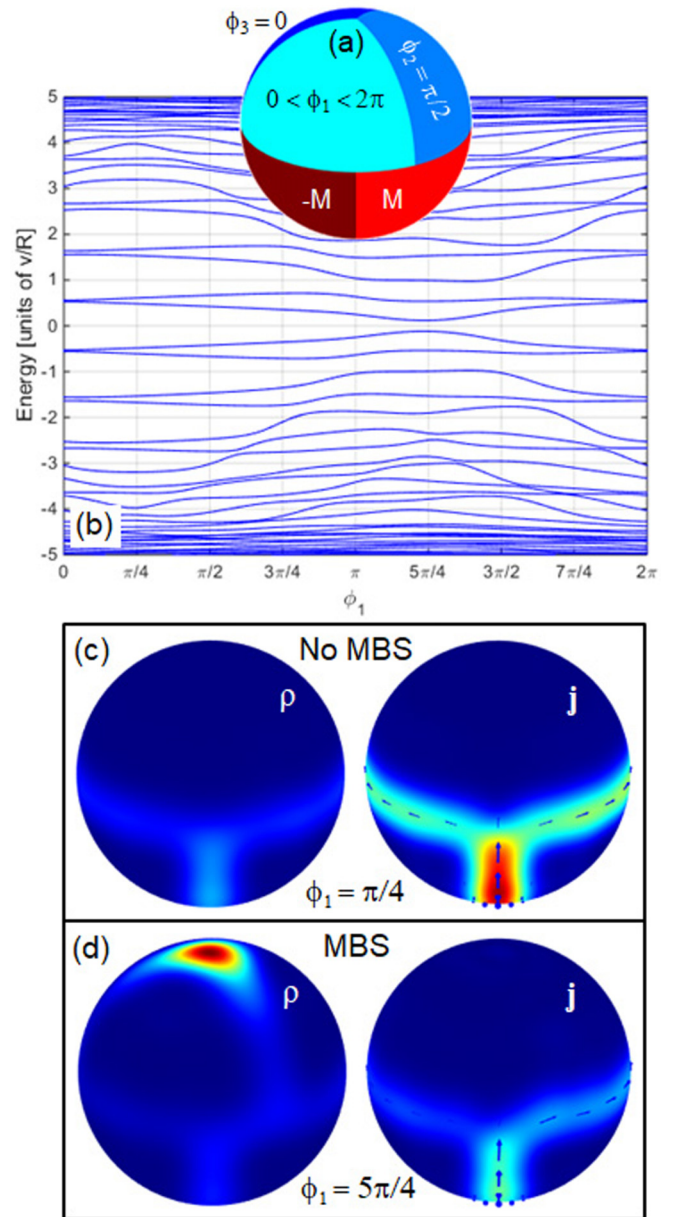 ϕ₃ = 0
(a)
ϕ₂ = π/2
0 < ϕ₁ < 2π
-M M
Energy [units of v/R]
5
4
3
2
1
0
-1
-2
-3
-4
-5
(b)
0 π/4 π/2 3π/4 π 5π/4 3π/2 7π/4 2π
ϕ₁
(c) No MBS
ρ j
ϕ₁ = π/4
(d) MBS
ρ j
ϕ₁ = 5π/4